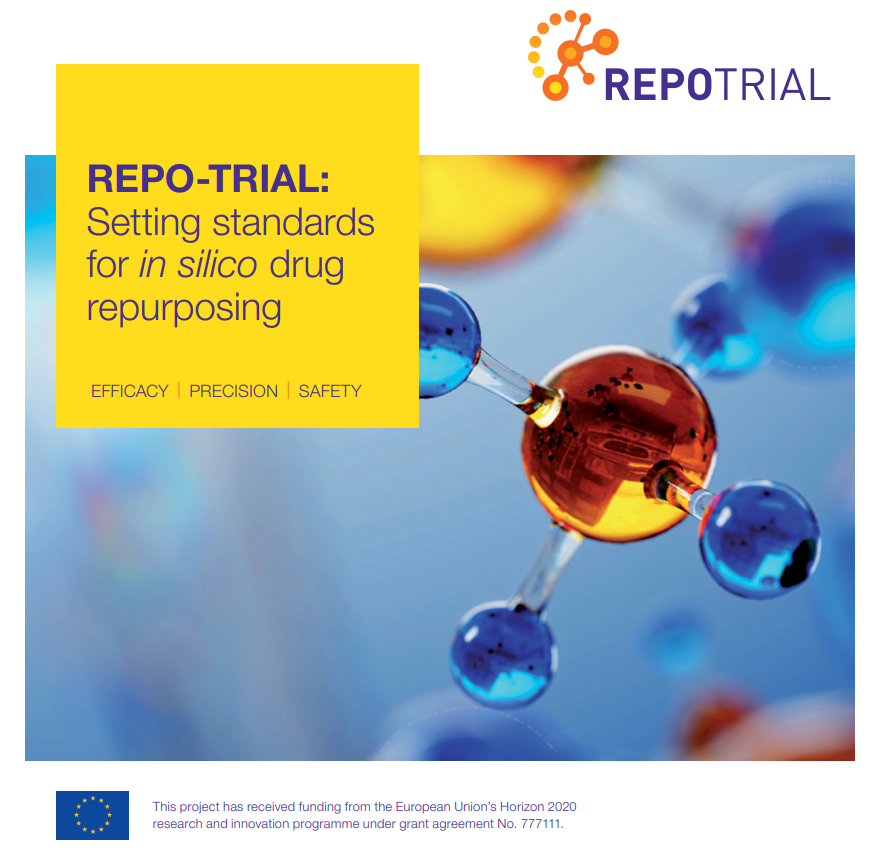 REPOTRIAL
REPO-TRIAL:
Setting standards
for in silico drug
repurposing
EFFICACY | PRECISION | SAFETY
This project has received funding from the European Union's Horizon 2020
research and innovation programme under grant agreement No. 777111.